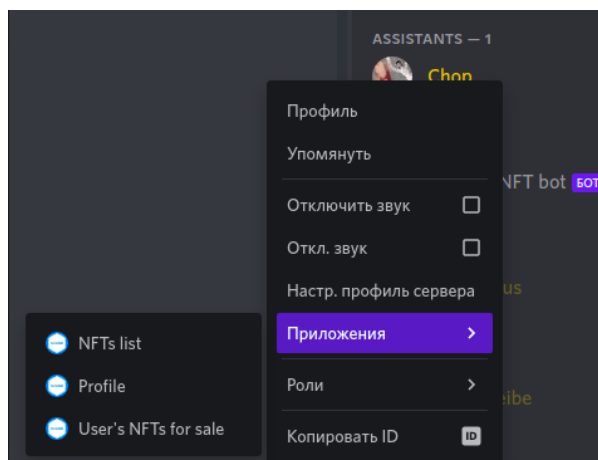 ASSISTANTS — 1
Chop
Профиль
Упомянуть
NFT bot БОТ
Отключить звук
Откл. звук
Настр. профиль сервера
us
Приложения
NFTs list
Profile
User's NFTs for sale
Роли
eibe
Копировать ID
ID